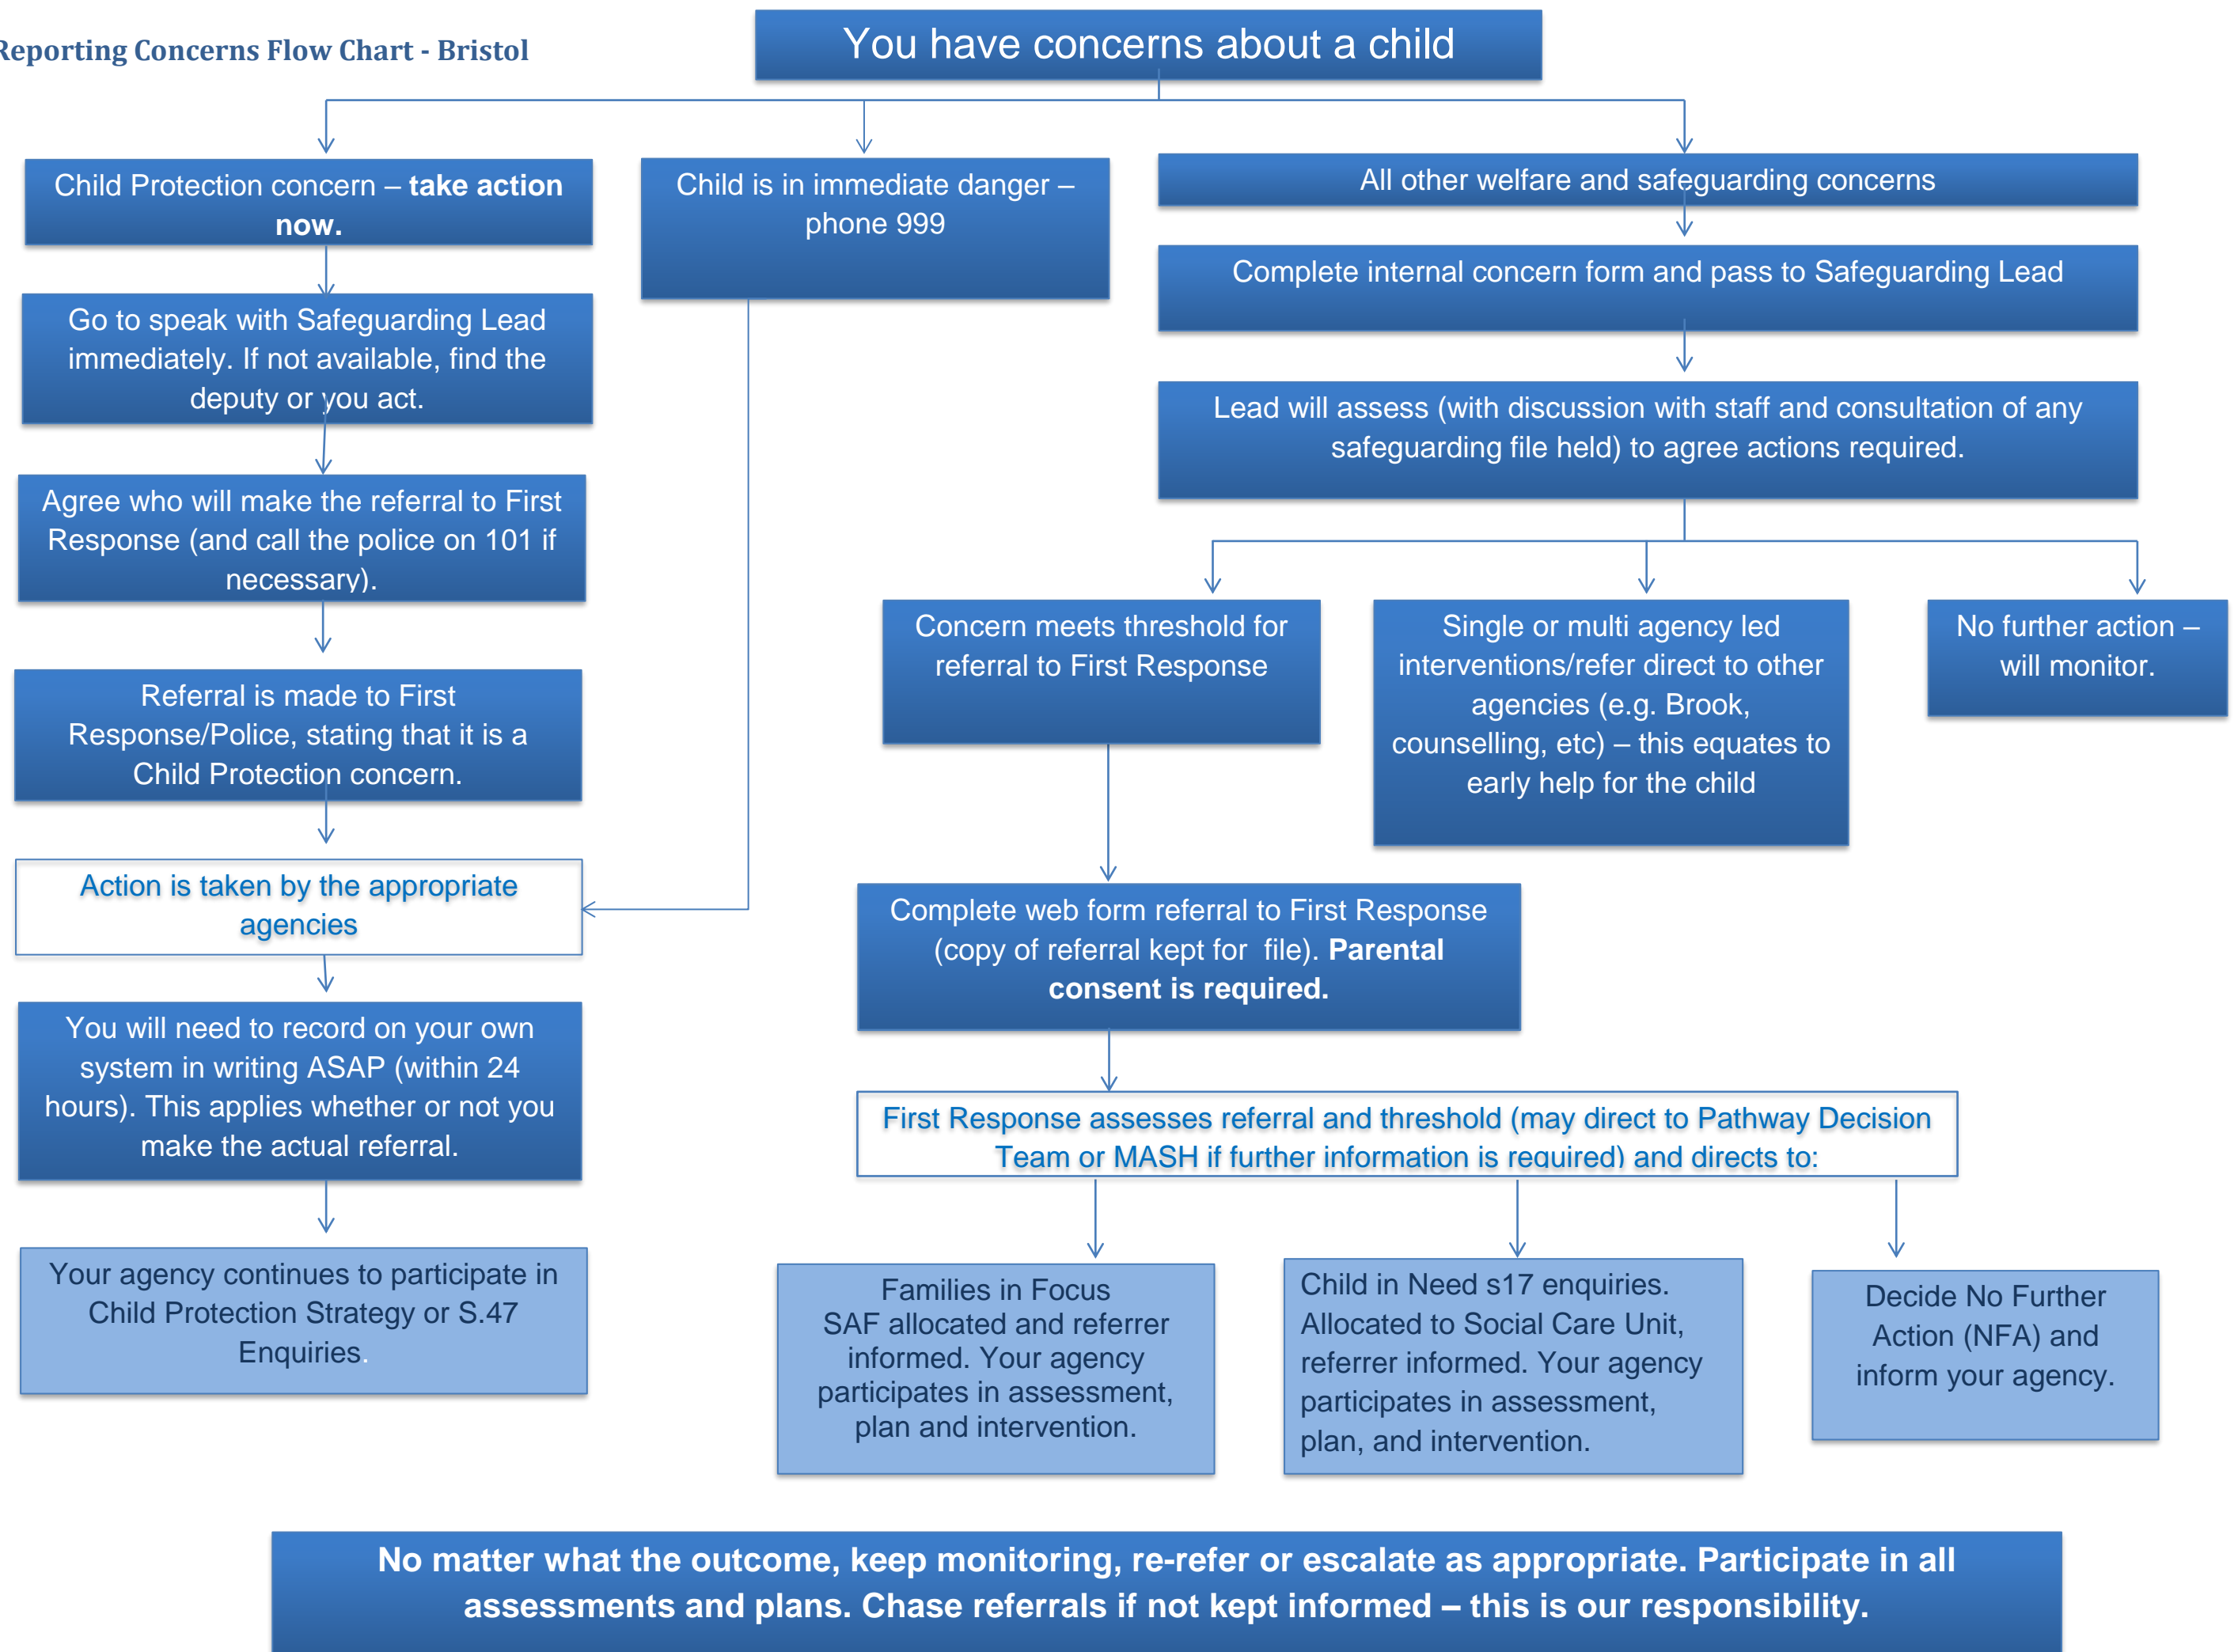 Reporting Concerns Flow Chart - Bristol
You have concerns about a child
Child Protection concern – take action
now.
Go to speak with Safeguarding Lead
immediately. If not available, find the
deputy or you act.
Agree who will make the referral to First
Response (and call the police on 101 if
necessary).
Referral is made to First
Response/Police, stating that it is a
Child Protection concern.
Action is taken by the appropriate
agencies
You will need to record on your own
system in writing ASAP (within 24
hours). This applies whether or not you
make the actual referral.
Your agency continues to participate in
Child Protection Strategy or S.47
Enquiries.
Child is in immediate danger –
phone 999
All other welfare and safeguarding concerns
Complete internal concern form and pass to Safeguarding Lead
Lead will assess (with discussion with staff and consultation of any
safeguarding file held) to agree actions required.
Concern meets threshold for
referral to First Response
Single or multi agency led
interventions/refer direct to other
agencies (e.g. Brook,
counselling, etc) – this equates to
early help for the child
No further action –
will monitor.
Complete web form referral to First Response
(copy of referral kept for file). Parental
consent is required.
First Response assesses referral and threshold (may direct to Pathway Decision
Team or MASH if further information is required) and directs to:
Families in Focus
SAF allocated and referrer
informed. Your agency
participates in assessment,
plan and intervention.
Child in Need s17 enquiries.
Allocated to Social Care Unit,
referrer informed. Your agency
participates in assessment,
plan, and intervention.
Decide No Further
Action (NFA) and
inform your agency.
No matter what the outcome, keep monitoring, re-refer or escalate as appropriate. Participate in all
assessments and plans. Chase referrals if not kept informed – this is our responsibility.